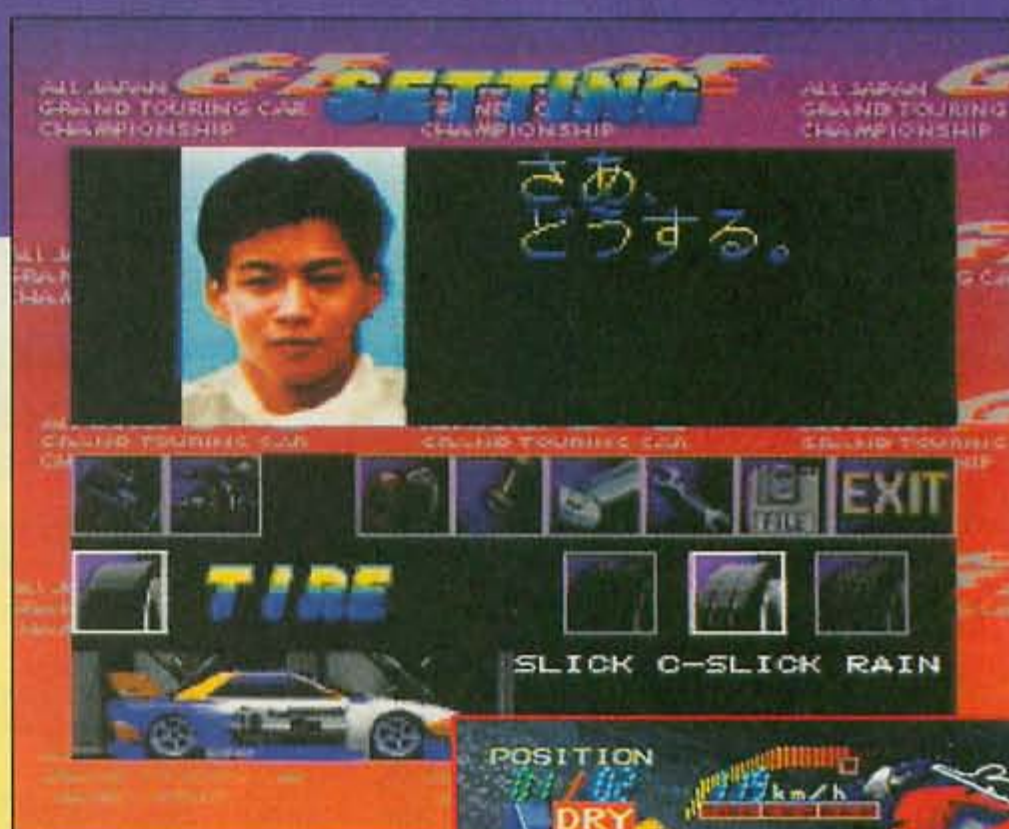 SETTING
ALL JAPAN
GRAND TOURING CAR
CHAMPIONSHIP
CHAMPIONSHIP
ALL JAPAN
GRAND TOURING
CHAMPIONSHIP
さあ、
どうする。
GRAND TOURING CAR
GRAND TOURING CAR
GRAND TOURING
FILE
EXIT
TIRE
SLICK C-SLICK RAIN
POSITION
km/h
DRY